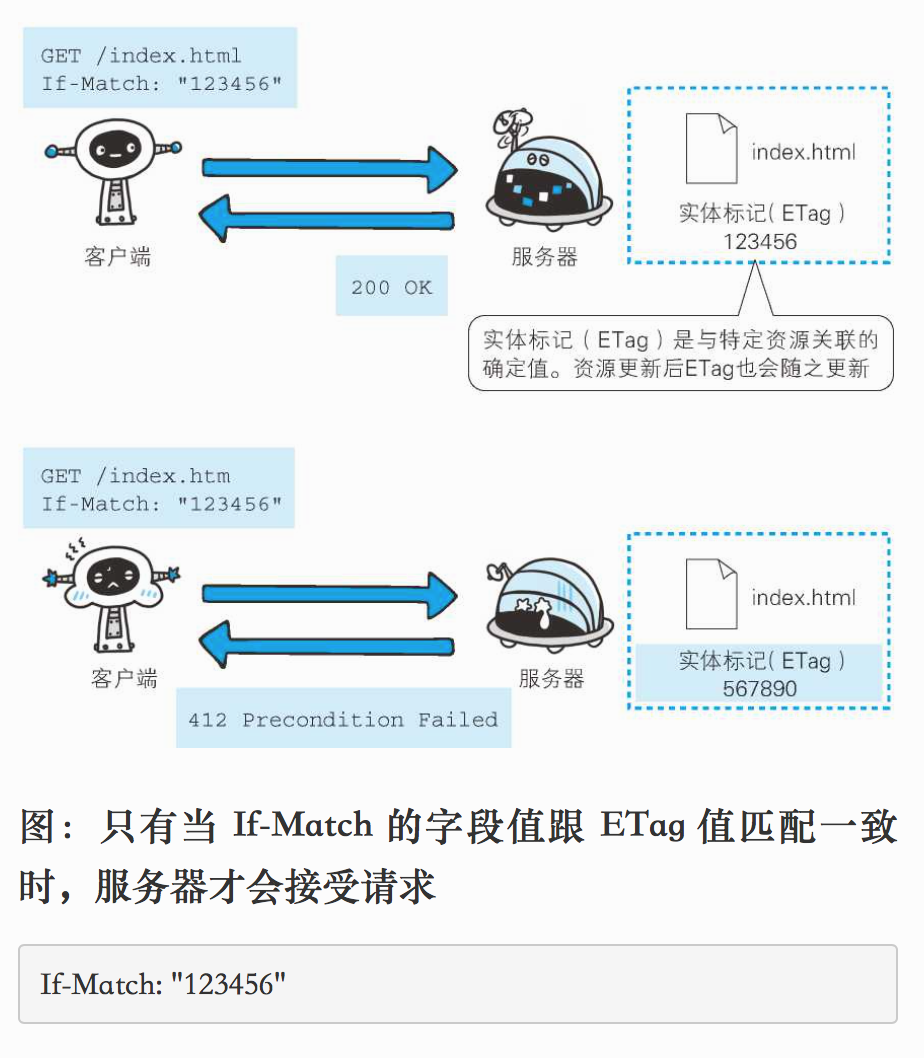 GET /index.html
If-Match: "123456"
index.html
实体标记( ETag )
123456
客户端
服务器
200 OK
实体标记 ( ETag ) 是与特定资源关联的
确定值。资源更新后ETag也会随之更新
GET /index.htm
If-Match: "123456"
index.html
实体标记( ETag )
567890
客户端
服务器
412 Precondition Failed
图：只有当 If-Match 的字段值跟 ETag 值匹配一致
时，服务器才会接受请求
If-Match: "123456"